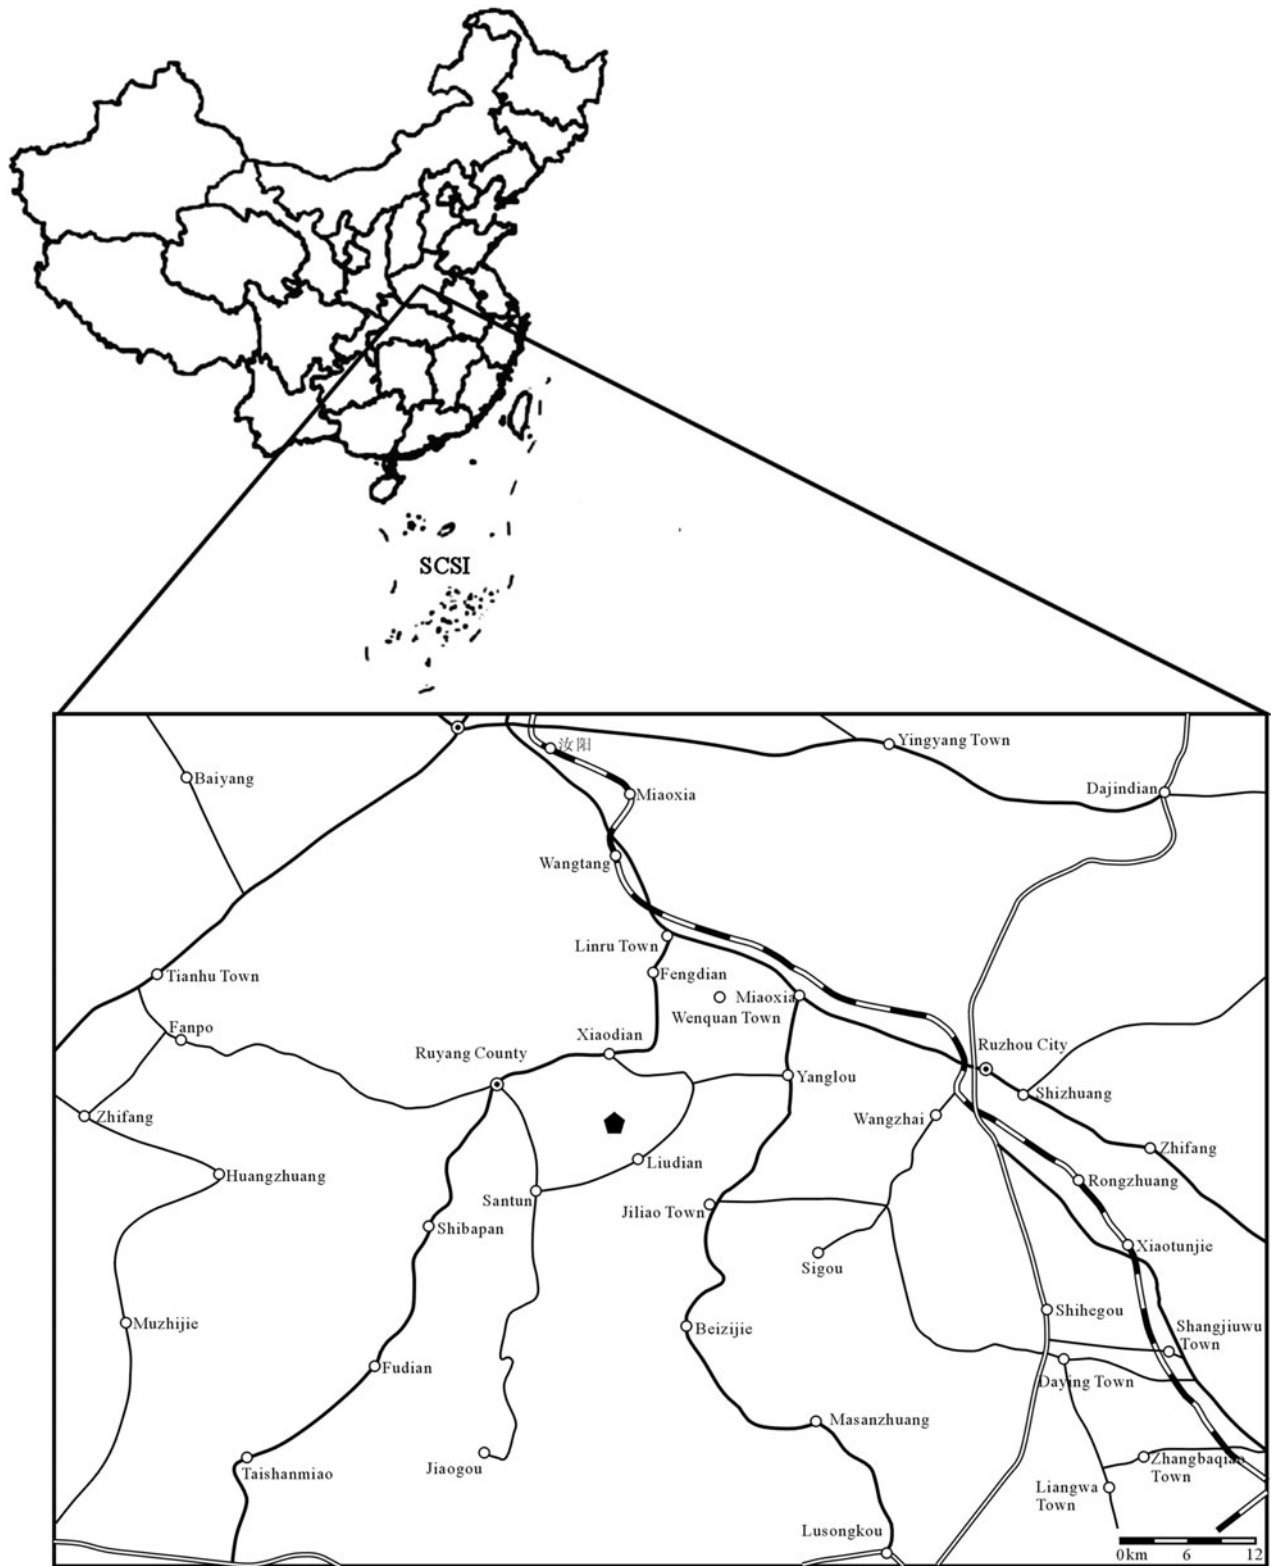 SCSI
汝阳
Yingyang Town
Baiyang
Miaoxia
Dajindian
Wangtang
Linru Town
Tianhu Town
Fengdian
Miaoxia
Wenquan Town
Fanpo
Xiaodian
Ruyang County
Ruzhou City
Yanglou
Shizhuang
Zhifang
Wangzhai
Zhifang
Liudian
Huangzhuang
Rongzhuang
Santun
Jiliao Town
Shibapan
Xiaotunjie
Sigou
Shihegou
Muzhijie
Beizijie
Shangjiuwu
Town
Fudian
Daying Town
Masanzhuang
Jiaogou
Taishanmiao
Zhangbaqiao
Town
Liangwa
Town
Lusongkou
0km 6 12